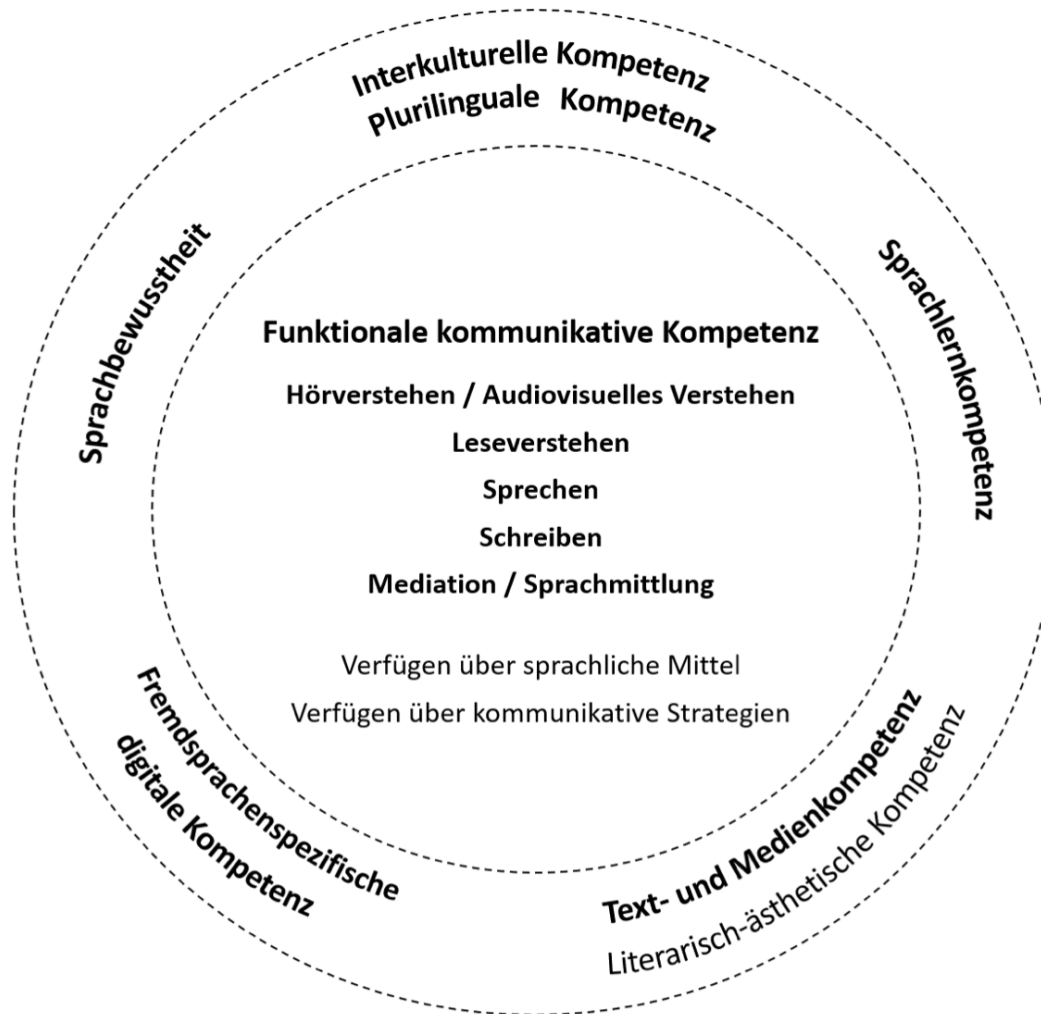 Interkulturelle Kompetenz
Plurilinguale Kompetenz
Sprachbewusstheit
Sprachlernkompetenz
Funktionale kommunikative Kompetenz
Hörverstehen / Audiovisuelles Verstehen
Leseverstehen
Sprechen
Schreiben
Mediation / Sprachmittlung
Verfügen über sprachliche Mittel
Verfügen über kommunikative Strategien
Fremdsprachenspezifische
digitale Kompetenz
Text- und Medienkompetenz
Literarisch-ästhetische Kompetenz